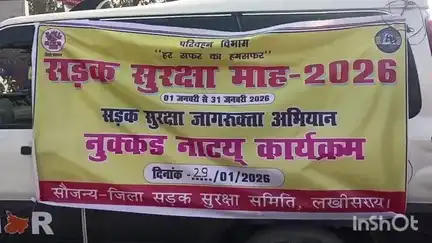 परिवहन विभाग
"हर सफर का हमसफर"
सड़क सुरक्षा माह-2026
01 जनवरी से 31 जनवरी 2026
सड़क सुरक्षा जागरूकता अभियान
नुक्कड नाट्य कार्यक्रम
दिनांक - 29/01/2026
सौजन्य-जिला सड़क सुरक्षा समिति, लखीसराय।
InShOt